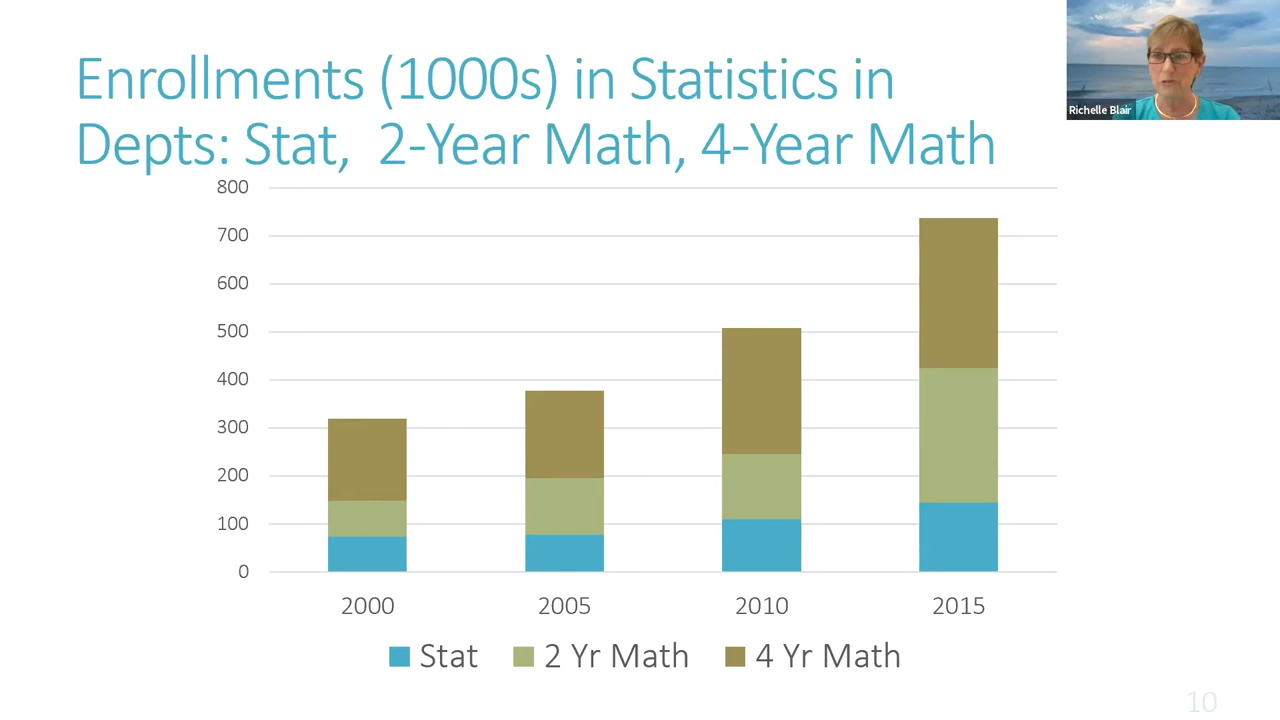 Enrollments (1000s) in Statistics in
Depts: Stat,  2-Year Math, 4-Year Math
Richelle Blair
800
700
600
500
400
300
200
100
0
2000 2005 2010 2015
Stat 2 Yr Math 4 Yr Math
10